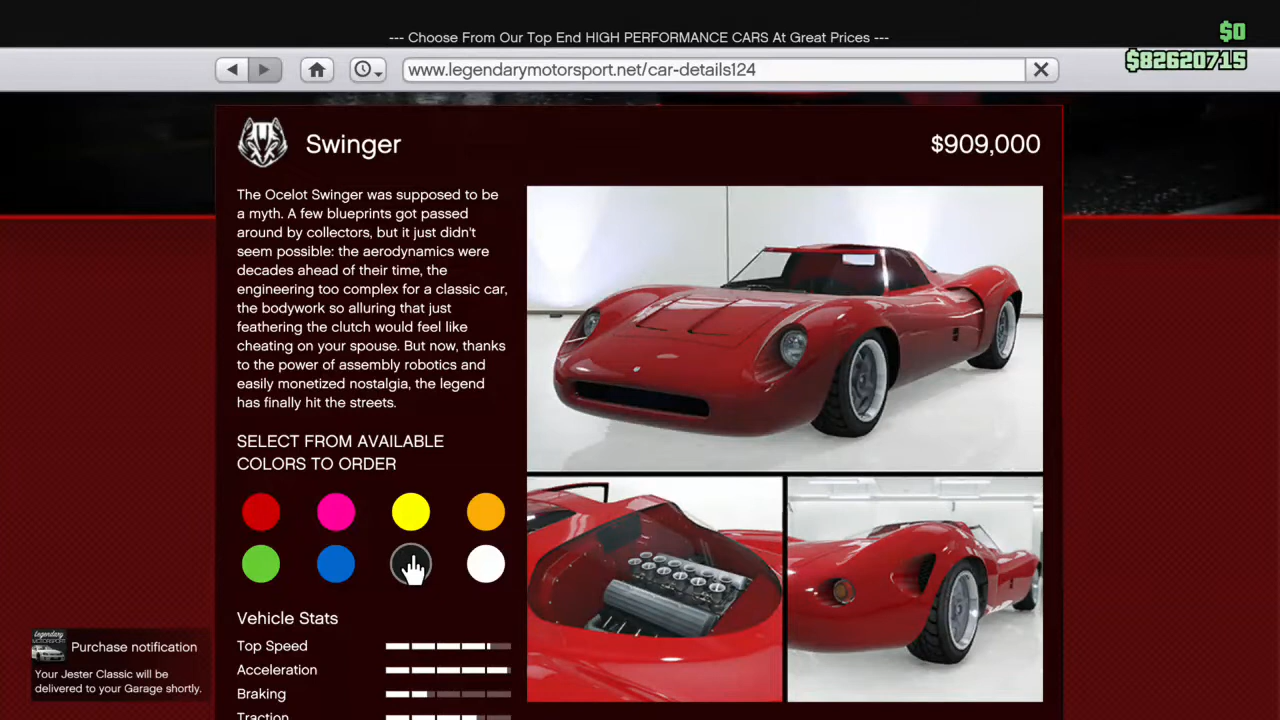 --- Choose From Our Top End HIGH PERFORMANCE CARS At Great Prices ---
$0
$82620715
www.legendarymotorsport.net/car-details124
Swinger
$909,000
The Ocelot Swinger was supposed to be
a myth. A few blueprints got passed
around by collectors, but it just didn't
seem possible: the aerodynamics were
decades ahead of their time, the
engineering too complex for a classic car,
the bodywork so alluring that just
feathering the clutch would feel like
cheating on your spouse. But now, thanks
to the power of assembly robotics and
easily monetized nostalgia, the legend
has finally hit the streets.
SELECT FROM AVAILABLE
COLORS TO ORDER
Vehicle Stats
Top Speed
Acceleration
Braking
Traction
Legendary
MOTORSPORT
Purchase notification
Your Jester Classic will be
delivered to your Garage shortly.